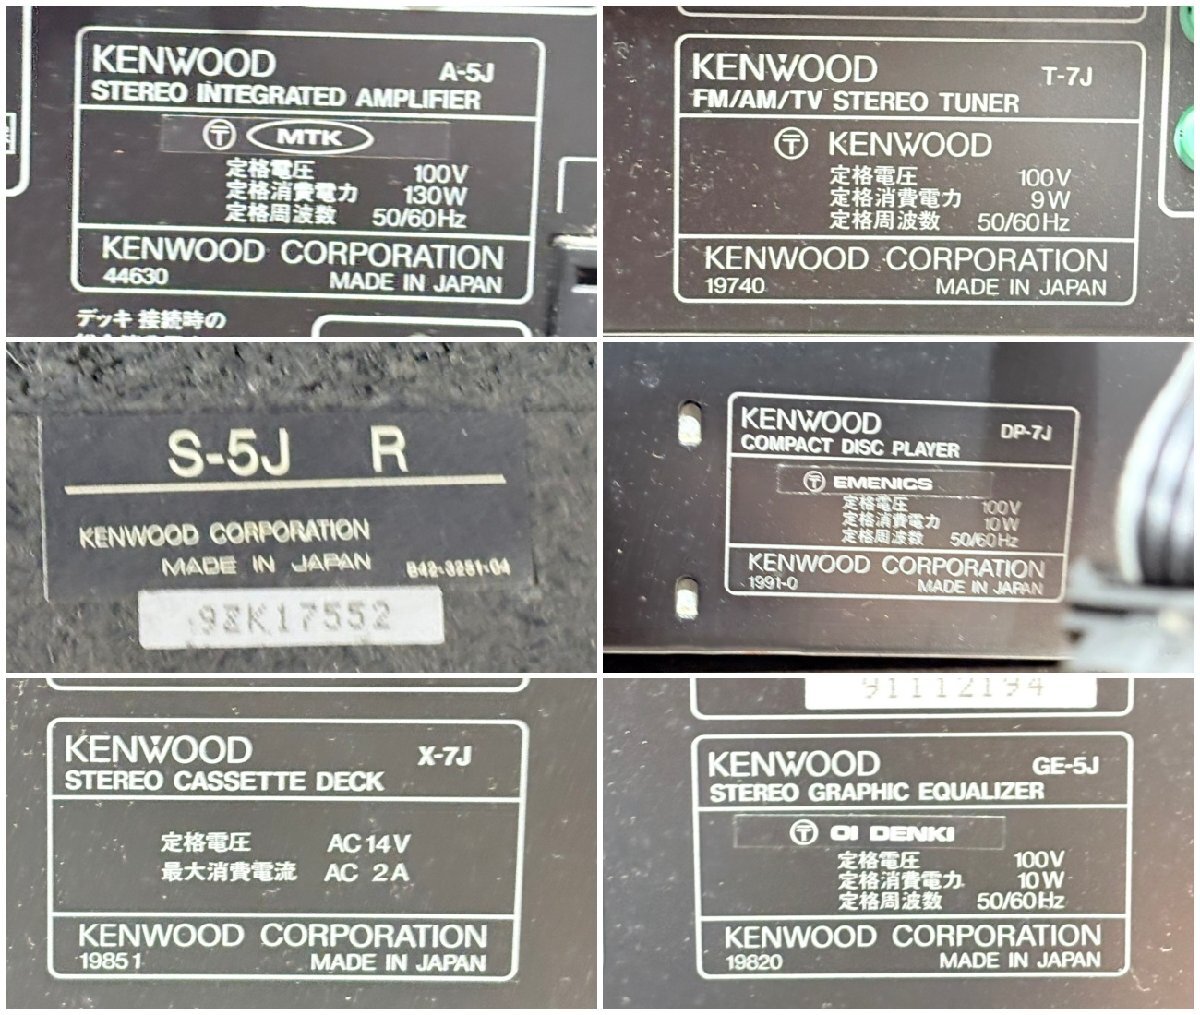 KENWOOD A-5J
STEREO INTEGRATED AMPLIFIER
〒 MTK
定格電圧 100V
定格消費電力 130W
定格周波数 50/60Hz
KENWOOD CORPORATION
44630 MADE IN JAPAN
デッキ接続時の
KENWOOD T-7J
FM/AM/TV STEREO TUNER
〒 KENWOOD
定格電圧 100V
定格消費電力 9W
定格周波数 50/60Hz
KENWOOD CORPORATION
19740 MADE IN JAPAN
S-5J R
KENWOOD CORPORATION
MADE IN JAPAN B42-3251-04
9ZK17552
KENWOOD DP-7J
COMPACT DISC PLAYER
〒 EMENICS
定格電圧 100V
定格消費電力 10W
定格周波数 50/60Hz
KENWOOD CORPORATION
1991-0 MADE IN JAPAN
KENWOOD X-7J
STEREO CASSETTE DECK
定格電圧 AC 14V
最大消費電流 AC 2A
KENWOOD CORPORATION
19851 MADE IN JAPAN
91112194
KENWOOD GE-5J
STEREO GRAPHIC EQUALIZER
〒 OI DENKI
定格電圧 100V
定格消費電力 10W
定格周波数 50/60Hz
KENWOOD CORPORATION
19820 MADE IN JAPAN